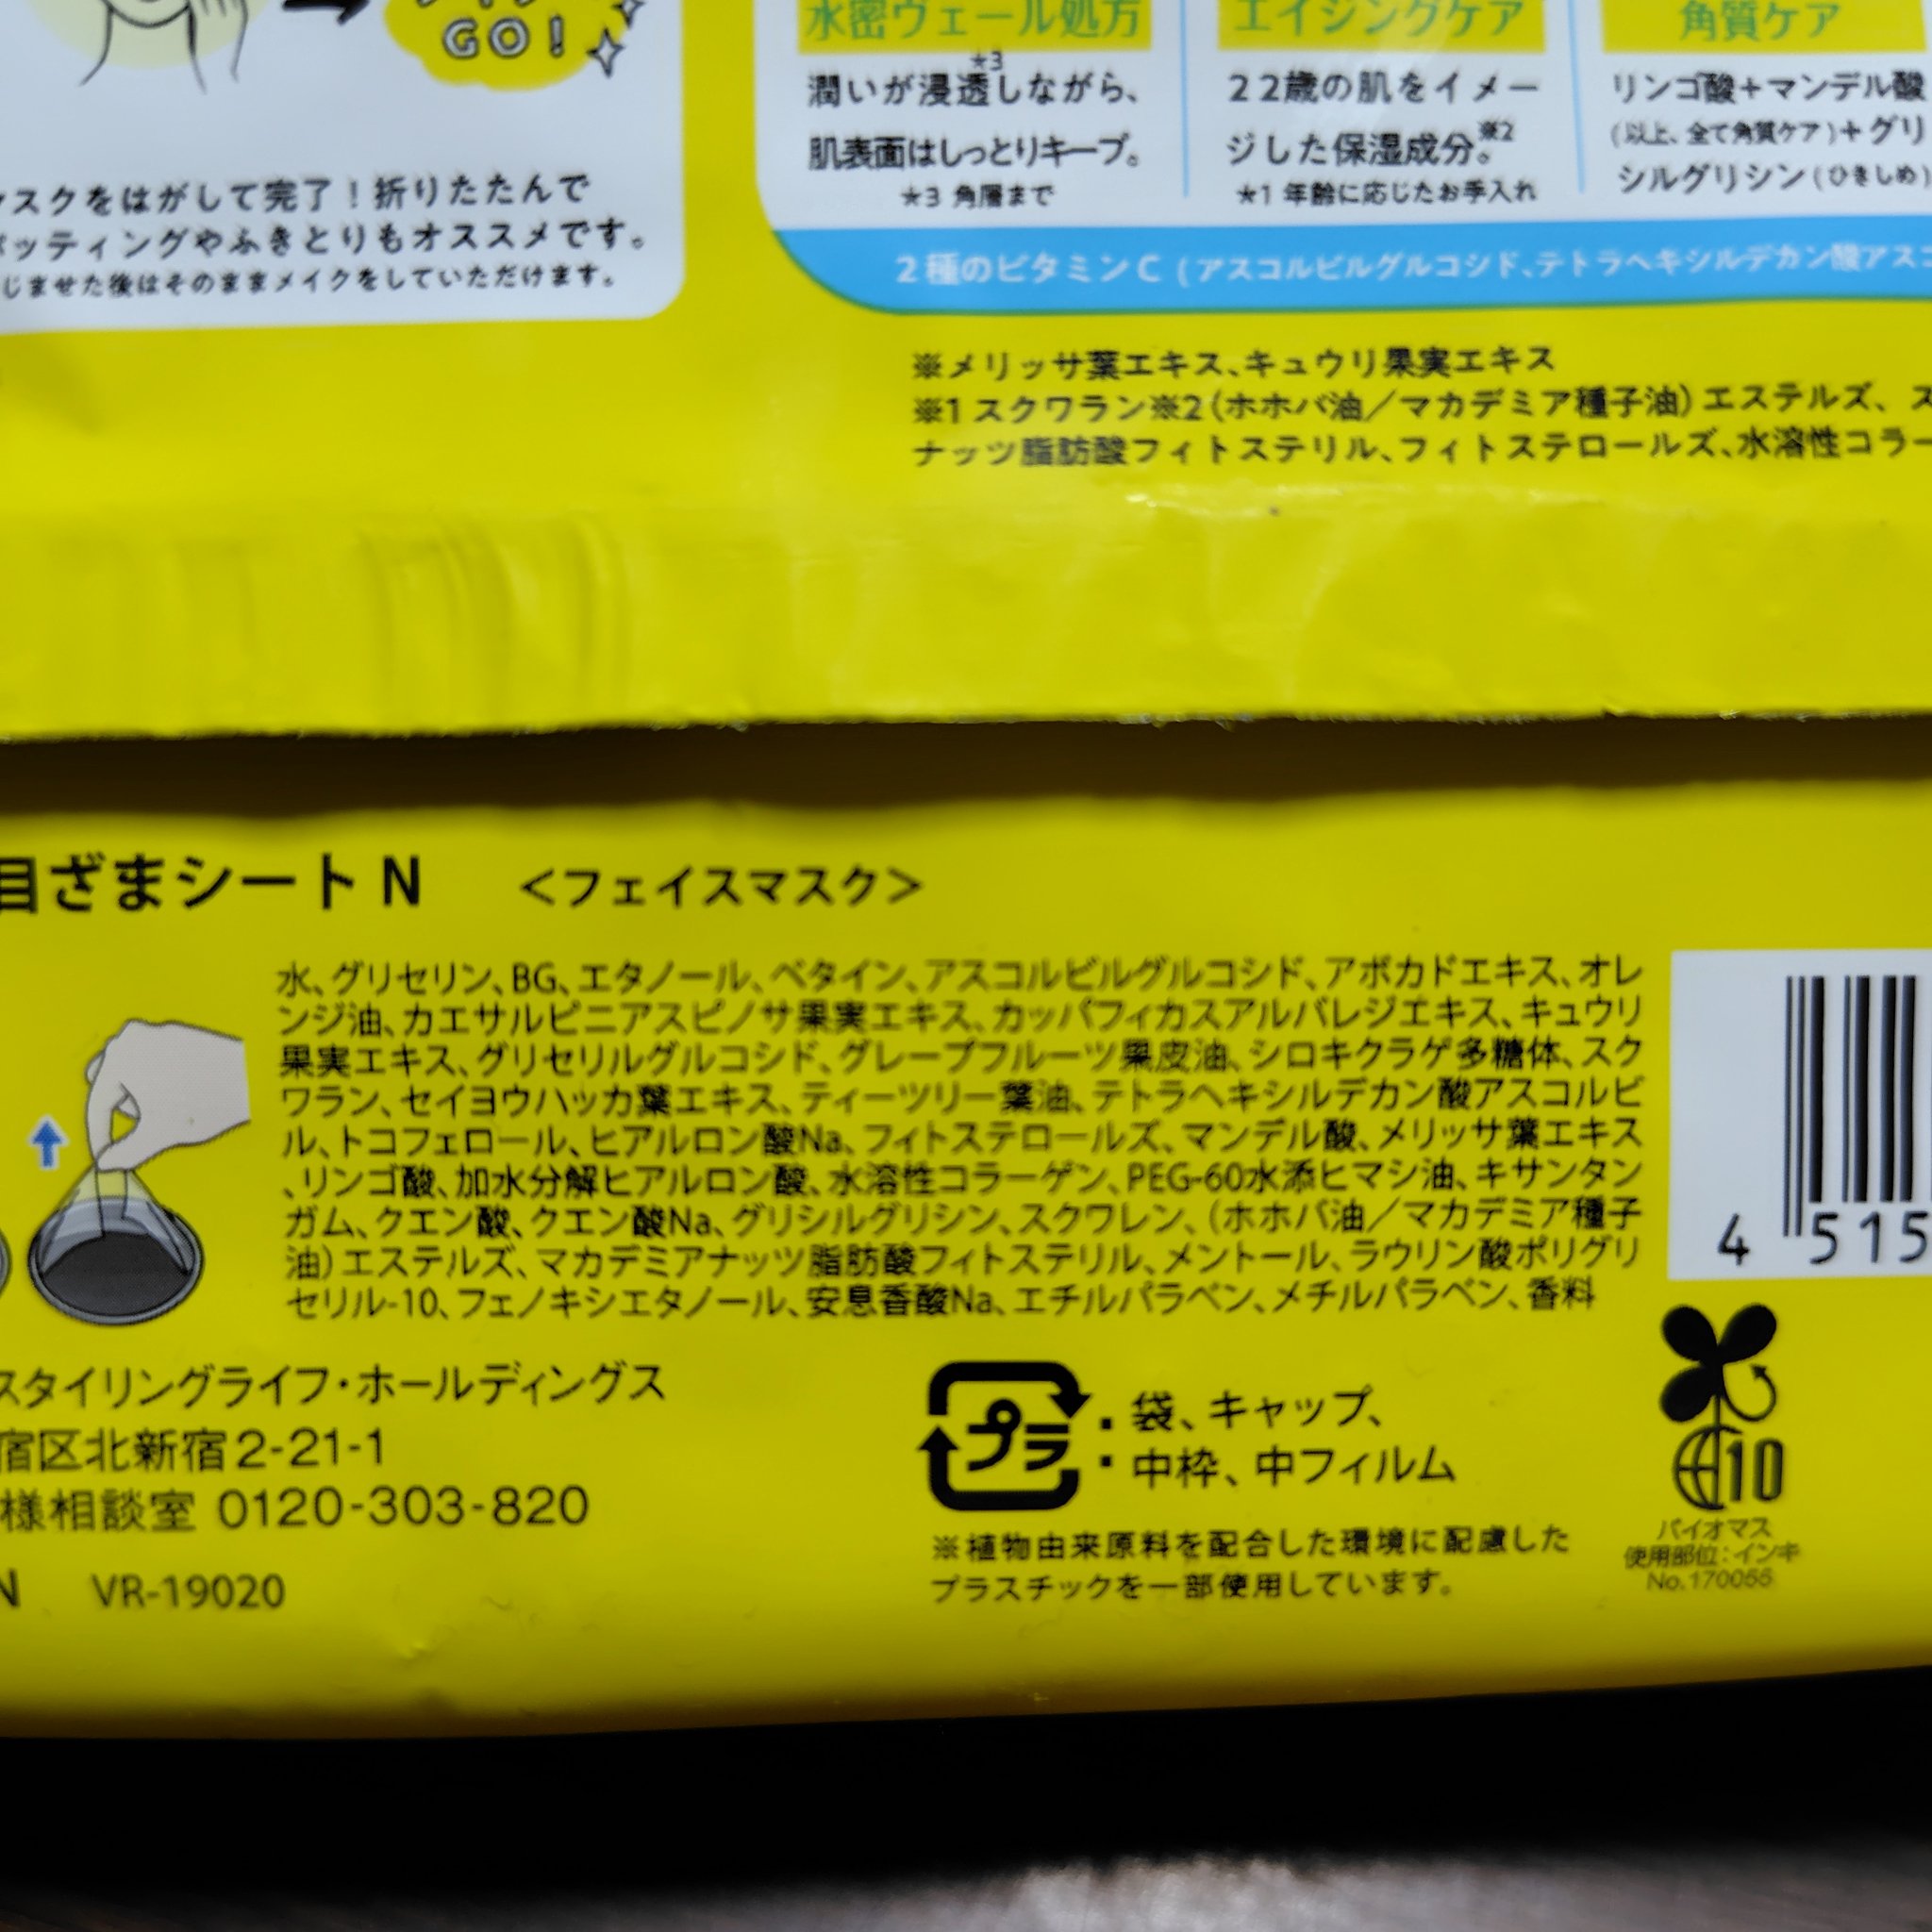 GO!
スクをはがして完了！折りたたんで
ッティングやふきとりもオススメです。
じませた後はそのままメイクをしていただけます。
水密ヴェール処方
★3
潤いが浸透しながら、
肌表面はしっとりキープ。
★3 角層まで
エイジングケア
22歳の肌をイメー
ジした保湿成分。※2
★1 年齢に応じたお手入れ
角質ケア
リンゴ酸＋マンデル酸
(以上、全て角質ケア)＋グリ
シルグリシン(ひきしめ)
2種のビタミンC (アスコルビルグルコシド、テトラヘキシルデカン酸アスコ
※メリッサ葉エキス、キュウリ果実エキス
※1 スクワラン※2(ホホバ油／マカデミア種子油)エステルズ、ス
ナッツ脂肪酸フィトステリル、フィトステロールズ、水溶性コラー
目ざまシート N ＜フェイスマスク＞
水、グリセリン、BG、エタノール、ベタイン、アスコルビルグルコシド、アボカドエキス、オレ
ンジ油、カエサルピニアスピノサ果実エキス、カッパフィカスアルバレジエキス、キュウリ
果実エキス、グリセリルグルコシド、グレープフルーツ果皮油、シロキクラゲ多糖体、スク
ワラン、セイヨウハッカ葉エキス、ティーツリー葉油、テトラヘキシルデカン酸アスコルビ
ル、トコフェロール、ヒアルロン酸Na、フィトステロールズ、マンデル酸、メリッサ葉エキス
、リンゴ酸、加水分解ヒアルロン酸、水溶性コラーゲン、PEG-60水添ヒマシ油、キサンタン
ガム、クエン酸、クエン酸Na、グリシルグリシン、スクワレン、(ホホバ油／マカデミア種子
油)エステルズ、マカデミアナッツ脂肪酸フィトステリル、メントール、ラウリン酸ポリグリ
セリル-10、フェノキシエタノール、安息香酸Na、エチルパラベン、メチルパラベン、香料
4 515
スタイリングライフ・ホールディングス
宿区北新宿2-21-1
様相談室 0120-303-820
N VR-19020
プラ
：袋、キャップ、
：中枠、中フィルム
※植物由来原料を配合した環境に配慮した
プラスチックを一部使用しています。
10
バイオマス
使用部位：インキ
No.170055